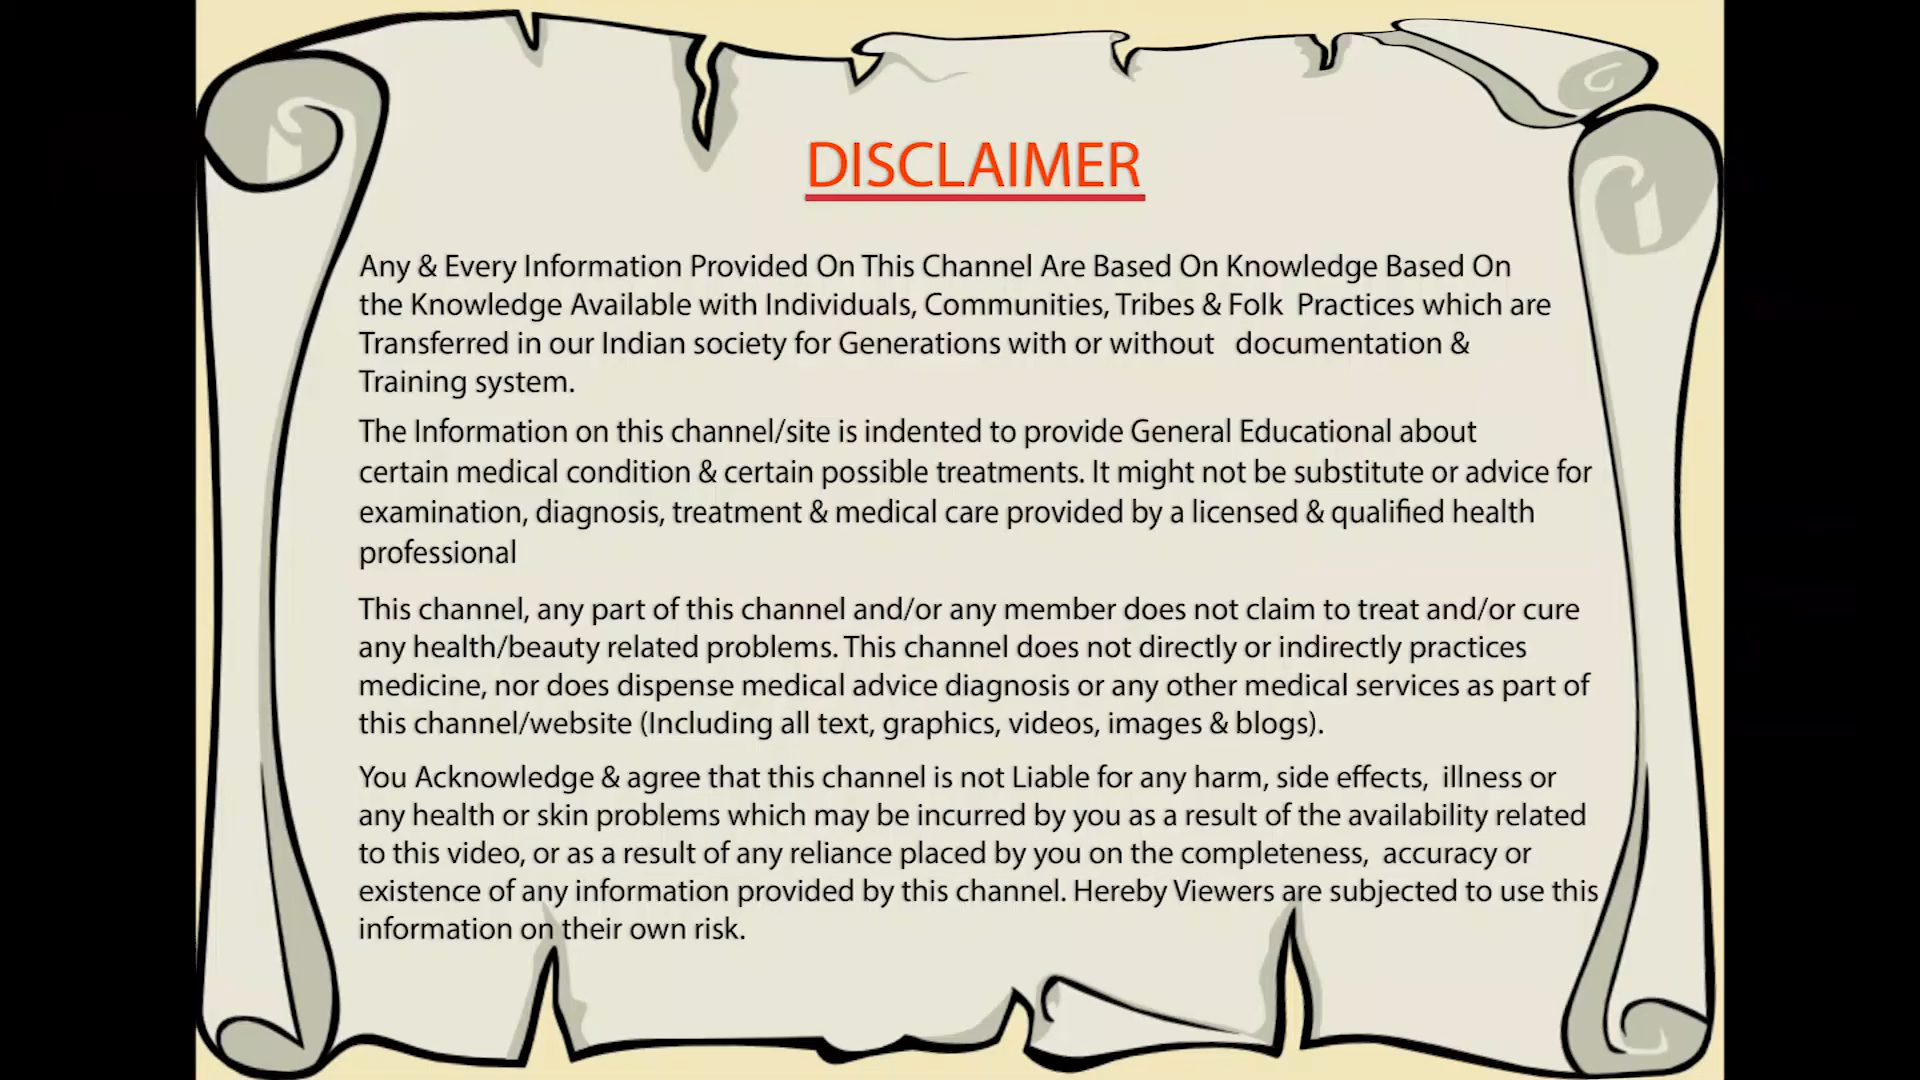 DISCLAIMER
Any & Every Information Provided On This Channel Are Based On Knowledge Based On
the Knowledge Available with Individuals, Communities, Tribes & Folk Practices which are
Transferred in our Indian society for Generations with or without documentation &
Training system.
The Information on this channel/site is indented to provide General Educational about
certain medical condition & certain possible treatments. It might not be substitute or advice for
examination, diagnosis, treatment & medical care provided by a licensed & qualified health
professional
This channel, any part of this channel and/or any member does not claim to treat and/or cure
any health/beauty related problems. This channel does not directly or indirectly practices
medicine, nor does dispense medical advice diagnosis or any other medical services as part of
this channel/website (Including all text, graphics, videos, images & blogs).
You Acknowledge & agree that this channel is not Liable for any harm, side effects, illness or
any health or skin problems which may be incurred by you as a result of the availability related
to this video, or as a result of any reliance placed by you on the completeness, accuracy or
existence of any information provided by this channel. Hereby Viewers are subjected to use this
information on their own risk.